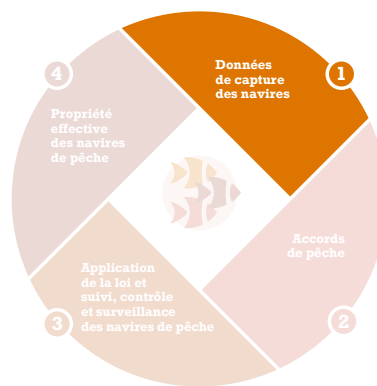 1
Données
de capture
des navires
2
Accords
de pêche
3
Application
de la loi et
suivi, contrôle
et surveillance
des navires de pêche
4
Propriété
effective
des navires
de pêche